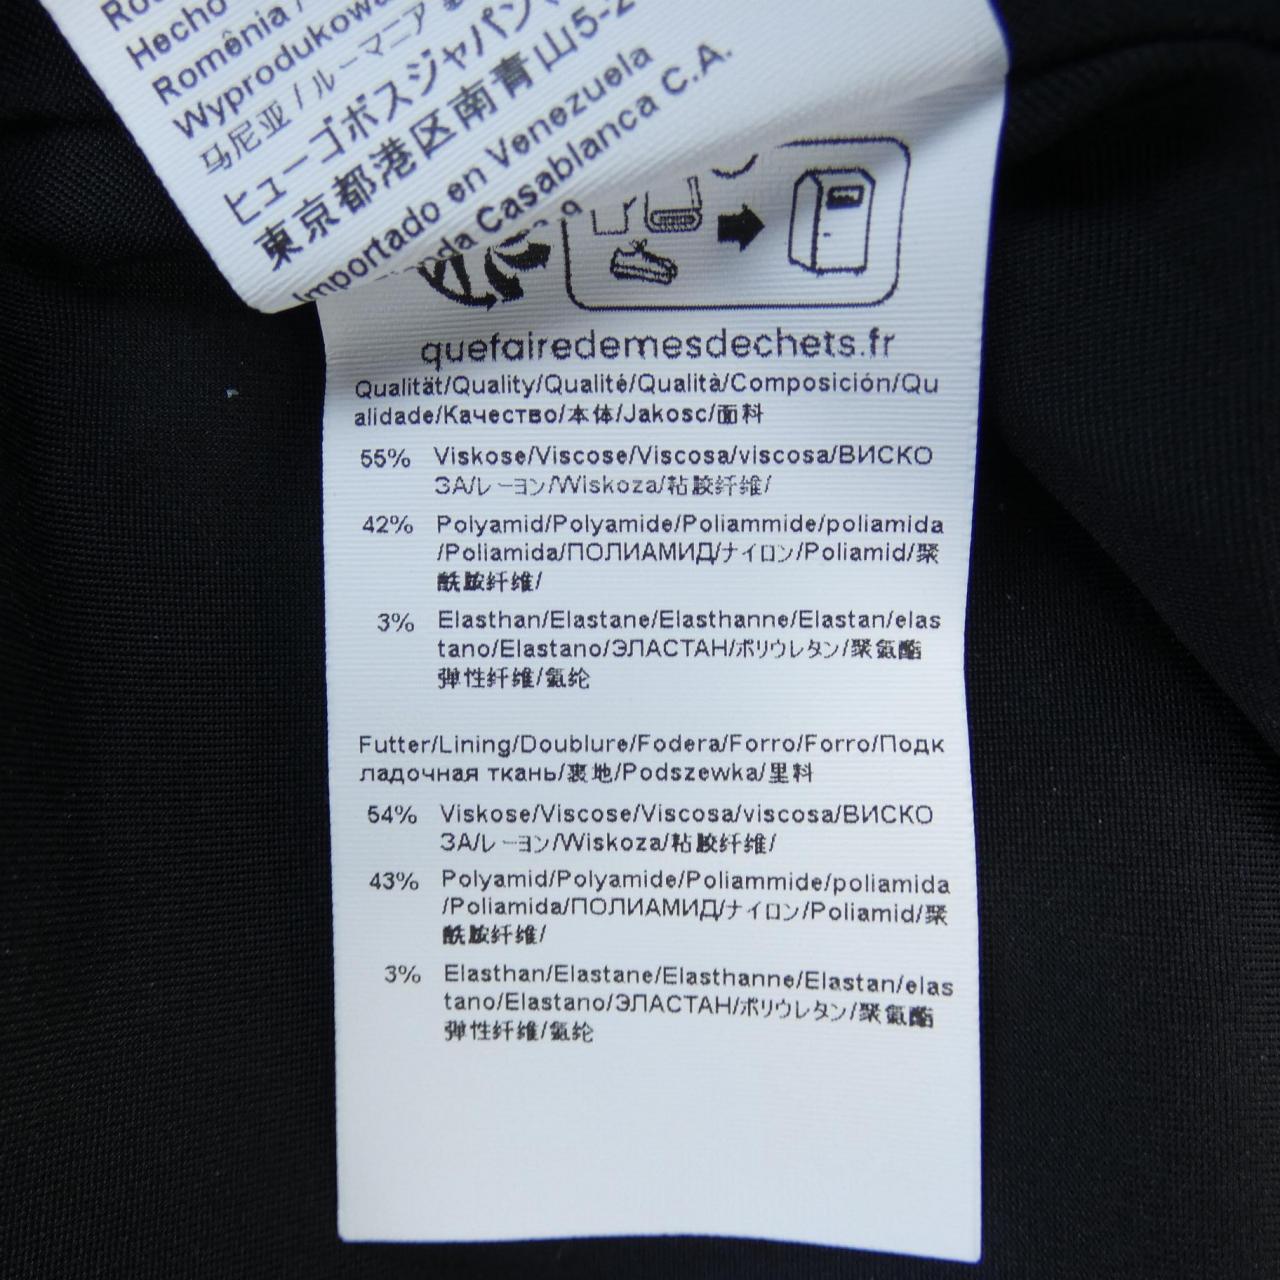 Hecho
Romênia /
Wyprodukowa
马尼亚 / ルーマニア
ヒューゴボスジャパン
東京都港区南青山5-2
Importado en Venezuela
Casablanca C.A.
quefairedemesdechets.fr
Qualität/Quality/Qualité/Qualità/Composición/Qu
alidade/Качество/本体/Jakosc/面料
55% Viskose/Viscose/Viscosa/viscosa/ВИСКО
ЗА/レーヨン/Wiskoza/粘胶纤维/
42% Polyamid/Polyamide/Poliammide/poliamida
/Poliamida/ПОЛИАМИД/ナイロン/Poliamid/聚
酰胺纤维/
3% Elasthan/Elastane/Elasthanne/Elastan/elas
tano/Elastano/ЭЛАСТАН/ポリウレタン/聚氨酯
弹性纤维/氨纶
Futter/Lining/Doublure/Fodera/Forro/Forro/Подк
ладочная ткань/裏地/Podszewka/里料
54% Viskose/Viscose/Viscosa/viscosa/ВИСКО
ЗА/レーヨン/Wiskoza/粘胶纤维/
43% Polyamid/Polyamide/Poliammide/poliamida
/Poliamida/ПОЛИАМИД/ナイロン/Poliamid/聚
酰胺纤维/
3% Elasthan/Elastane/Elasthanne/Elastan/elas
tano/Elastano/ЭЛАСТАН/ポリウレタン/聚氨酯
弹性纤维/氨纶